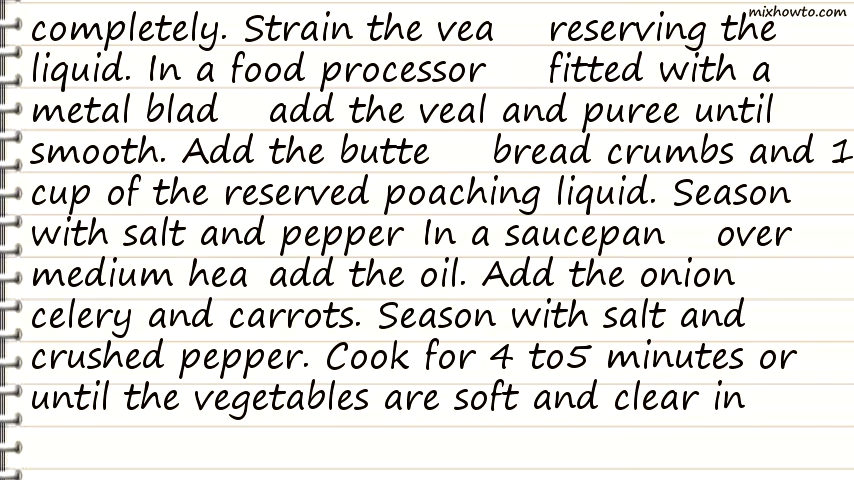 mixhowto.com
completely. Strain the vea reserving the
liquid. In a food processor fitted with a
metal blad add the veal and puree until
smooth. Add the butte bread crumbs and 1
cup of the reserved poaching liquid. Season
with salt and pepper In a saucepan over
medium hea add the oil. Add the onion
celery and carrots. Season with salt and
crushed pepper. Cook for 4 to5 minutes or
until the vegetables are soft and clear in